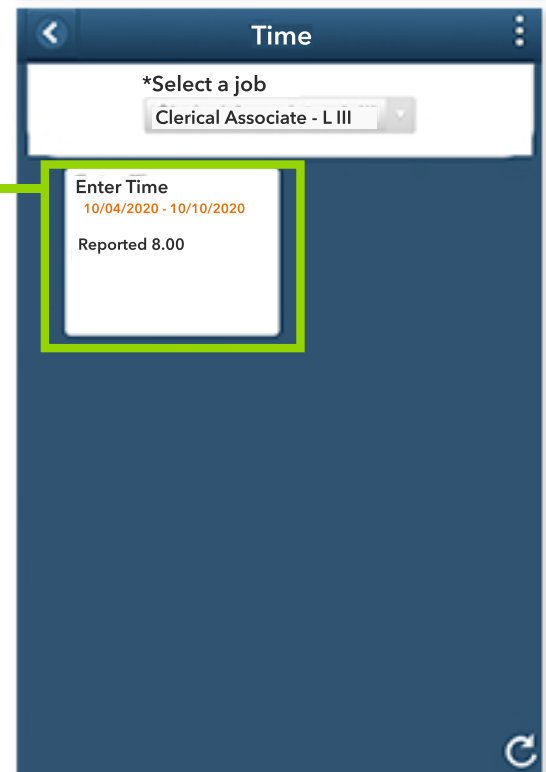 Time
*Select a job
Clerical Associate - L III
Enter Time
10/04/2020 - 10/10/2020
Reported 8.00